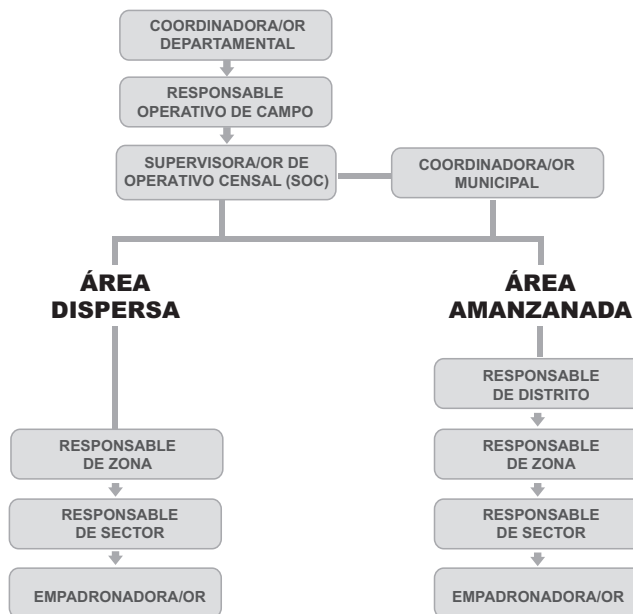 COORDINADORA/OR
DEPARTAMENTAL
RESPONSABLE
OPERATIVO DE CAMPO
SUPERVISORA/OR DE
OPERATIVO CENSAL (SOC)
COORDINADORA/OR
MUNICIPAL
ÁREA
DISPERSA
RESPONSABLE
DE ZONA
RESPONSABLE
DE SECTOR
EMPADRONADORA/OR
ÁREA
AMANZANADA
RESPONSABLE
DE DISTRITO
RESPONSABLE
DE ZONA
RESPONSABLE
DE SECTOR
EMPADRONADORA/OR